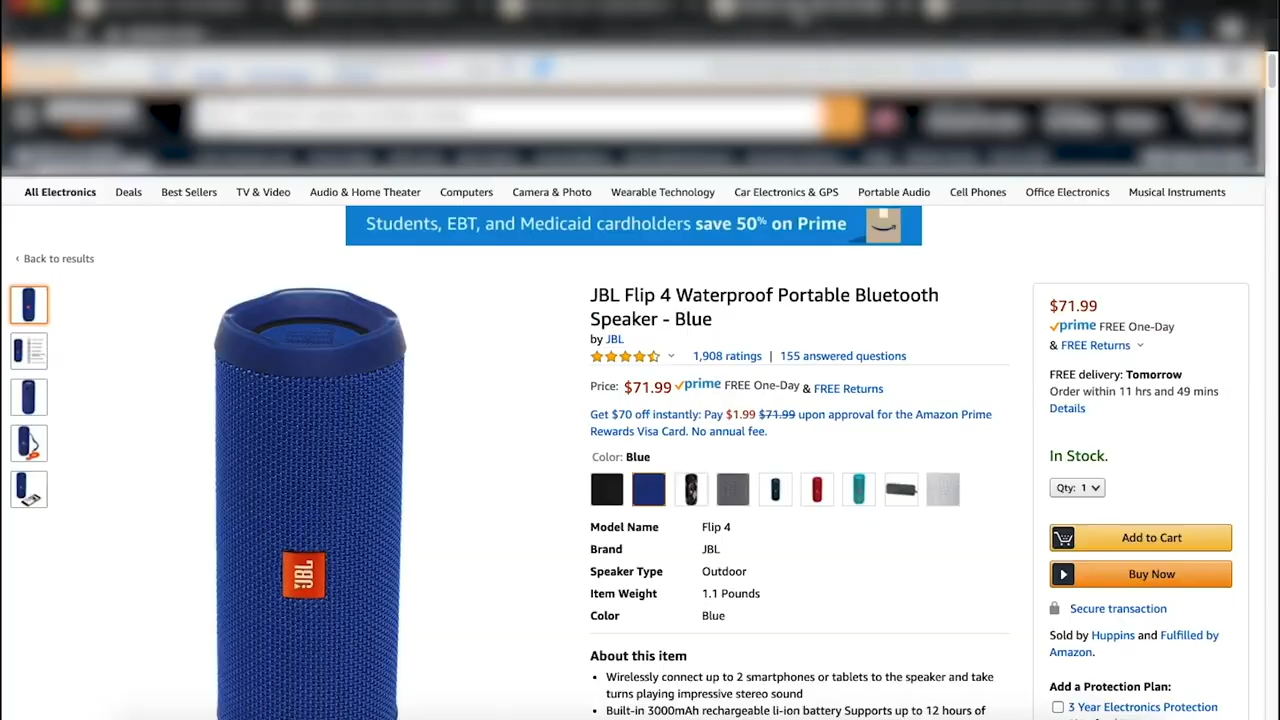 All Electronics Deals Best Sellers TV & Video Audio & Home Theater Computers Camera & Photo Wearable Technology Car Electronics & GPS Portable Audio Cell Phones Office Electronics Musical Instruments
Students, EBT, and Medicaid cardholders save 50% on Prime
‹ Back to results
JBL
JBL Flip 4 Waterproof Portable Bluetooth
Speaker - Blue
by JBL
1,908 ratings | 155 answered questions
Price: $71.99 prime FREE One-Day & FREE Returns
Get $70 off instantly: Pay $1.99 $71.99 upon approval for the Amazon Prime
Rewards Visa Card. No annual fee.
Color: Blue
Model Name Flip 4
Brand JBL
Speaker Type Outdoor
Item Weight 1.1 Pounds
Color Blue
About this item
• Wirelessly connect up to 2 smartphones or tablets to the speaker and take
turns playing impressive stereo sound
• Built-in 3000mAh rechargeable li-ion battery Supports up to 12 hours of
$71.99
prime FREE One-Day
& FREE Returns
FREE delivery: Tomorrow
Order within 11 hrs and 49 mins
Details
In Stock.
Qty: 1
Add to Cart
Buy Now
Secure transaction
Sold by Huppins and Fulfilled by
Amazon.
Add a Protection Plan:
3 Year Electronics Protection